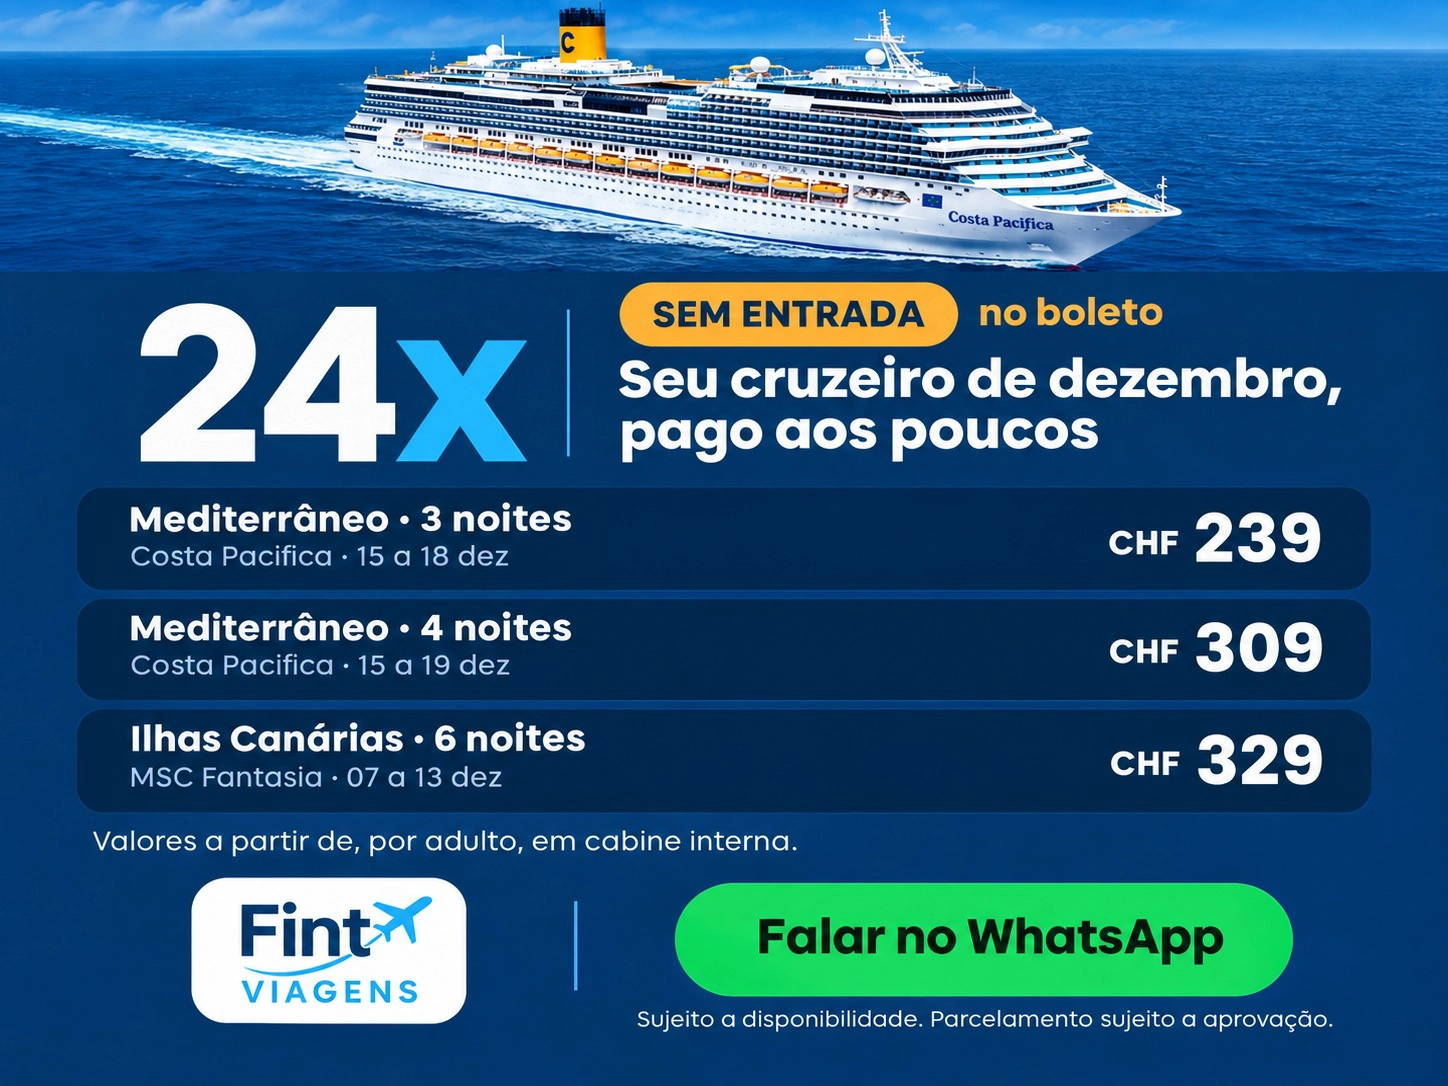 C
Costa Pacifica
24x
SEM ENTRADA no boleto
Seu cruzeiro de dezembro,
pago aos poucos
Mediterrâneo • 3 noites
Costa Pacifica · 15 a 18 dez
CHF 239
Mediterrâneo • 4 noites
Costa Pacifica · 15 a 19 dez
CHF 309
Ilhas Canárias • 6 noites
MSC Fantasia · 07 a 13 dez
CHF 329
Valores a partir de, por adulto, em cabine interna.
Fint
VIAGENS
Falar no WhatsApp
Sujeito a disponibilidade. Parcelamento sujeito a aprovação.